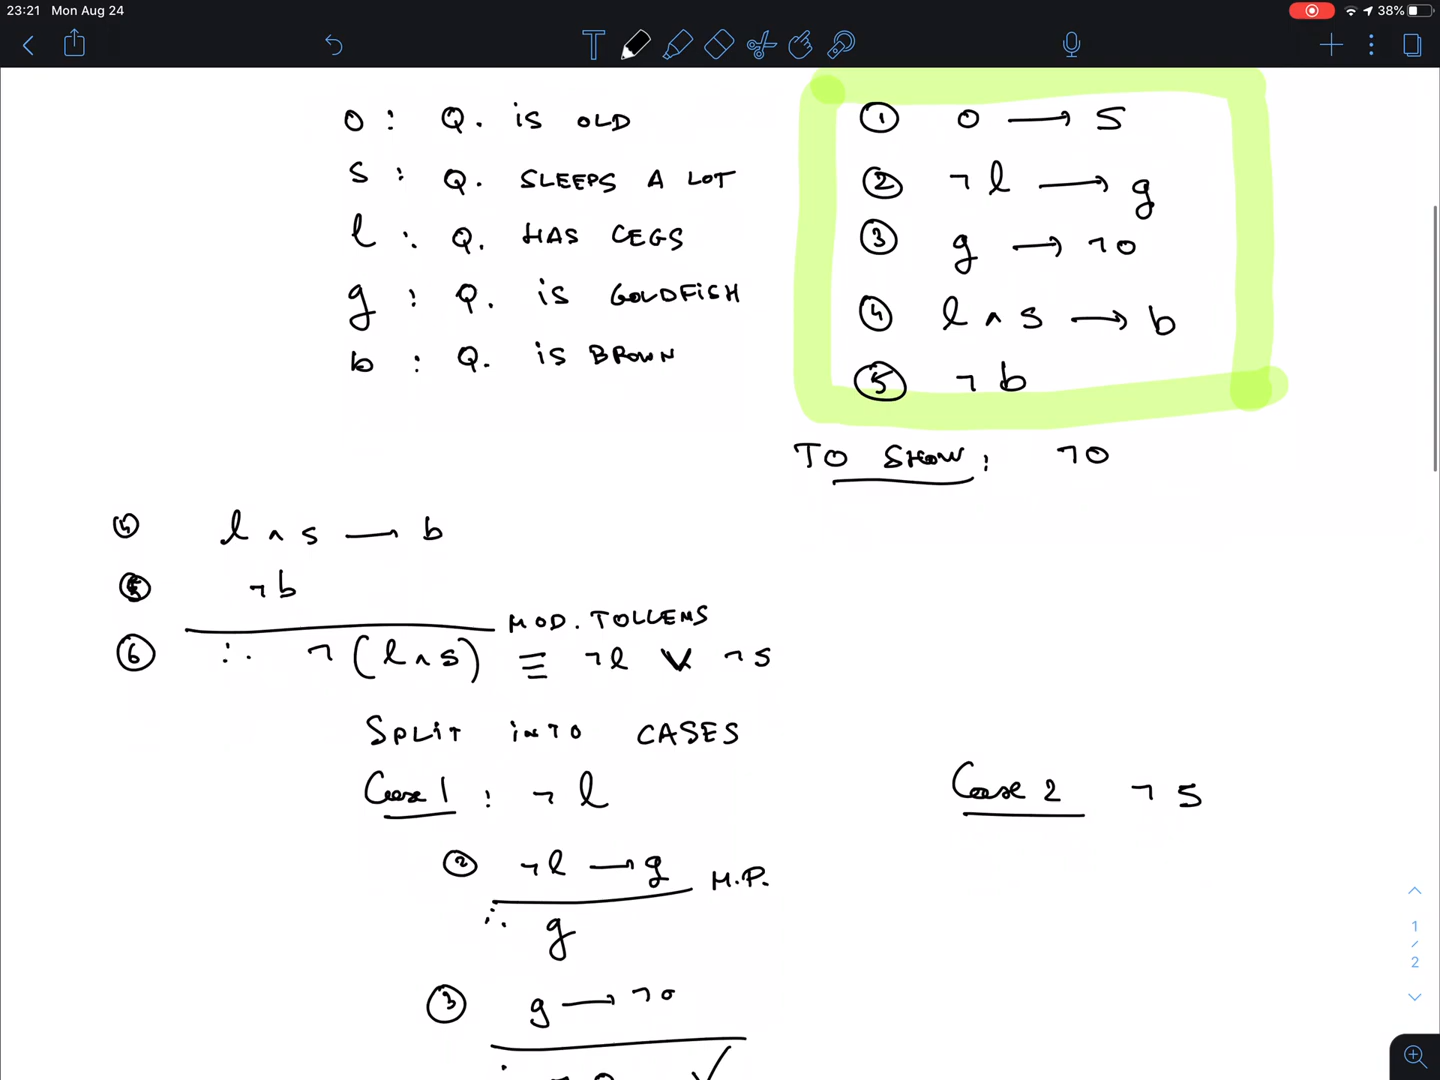 23:21 Mon Aug 24
38%
O : Q. is OLD
S : Q. SLEEPS A LOT
l : Q. HAS LEGS
g : Q. is GOLDFISH
b : Q. is BROWN
① O → S
② ¬ l → g
③ g → ¬O
④ l ∧ s → b
⑤ ¬ b
TO SHOW : ¬O
④ l ∧ s — b
⑤ ¬b
MOD. TOLLENS
⑥ ∴ ¬ (l ∧ s) ≡ ¬l ∨ ¬s
SPLIT iNTO CASES
Case 1 : ¬ l
② ¬l → g
M.P.
∴ g
③ g → ¬o
Case 2 ¬ S
1
/
2